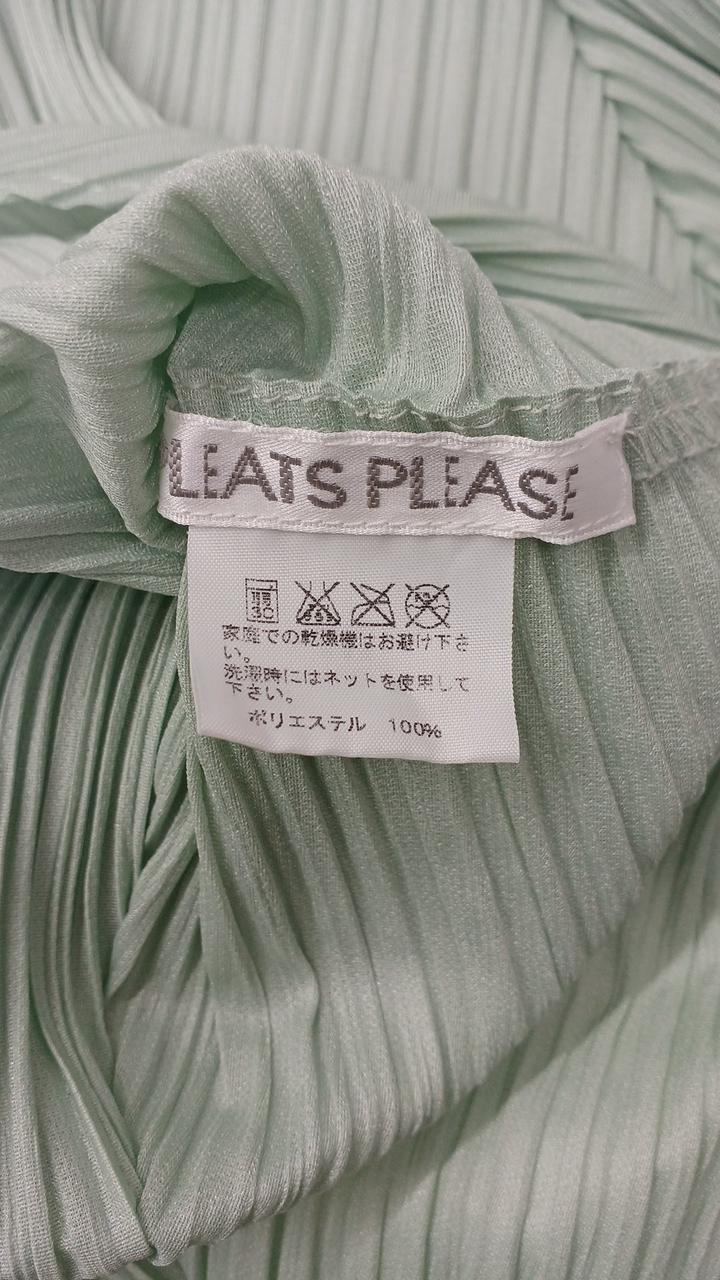 PLEATS PLEASE
家庭での乾燥機はお避け下さ
い。
洗濯時にはネットを使用して
下さい。
ポリエステル 100%